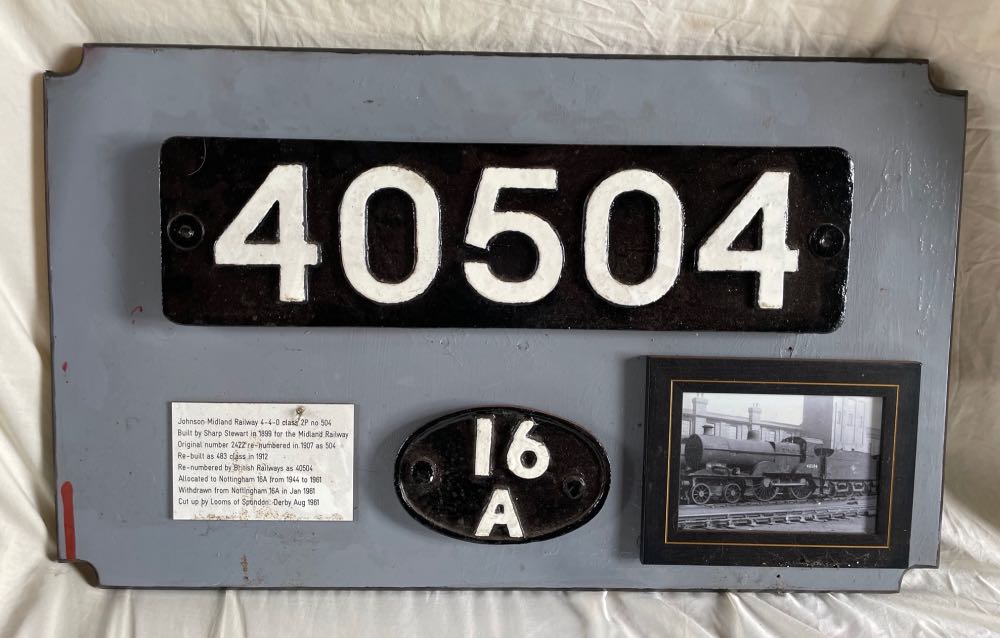 40504
Johnson Midland Railway 4-4-0 class 2P no 504
Built by Sharp Stewart in 1899 for the Midland Railway
Original number 2422 re-numbered in 1907 as 504
Re-built as 483 class in 1912
Re-numbered by British Railways as 40504
Allocated to Nottingham 16A from 1944 to 1961
Withdrawn from Nottingham 16A in Jan 1961
Cut up by Looms of Spondon: Derby Aug 1961
16
A
40504